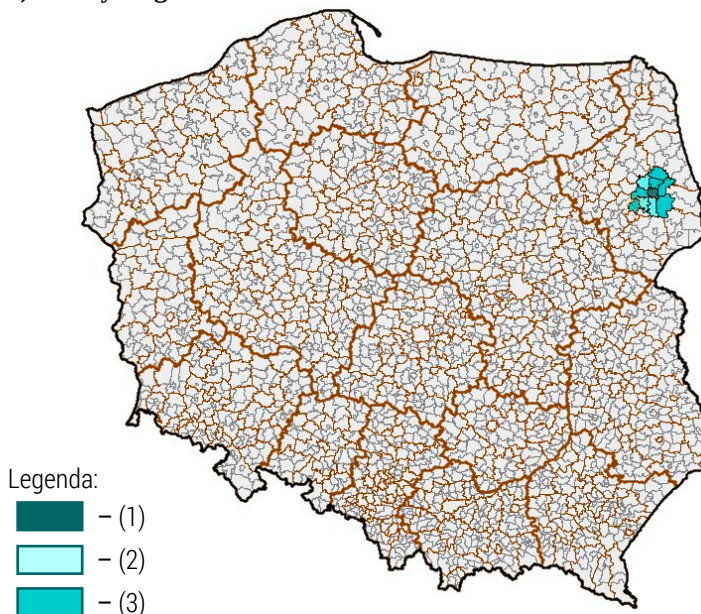 Legenda:
– (1)
– (2)
– (3)